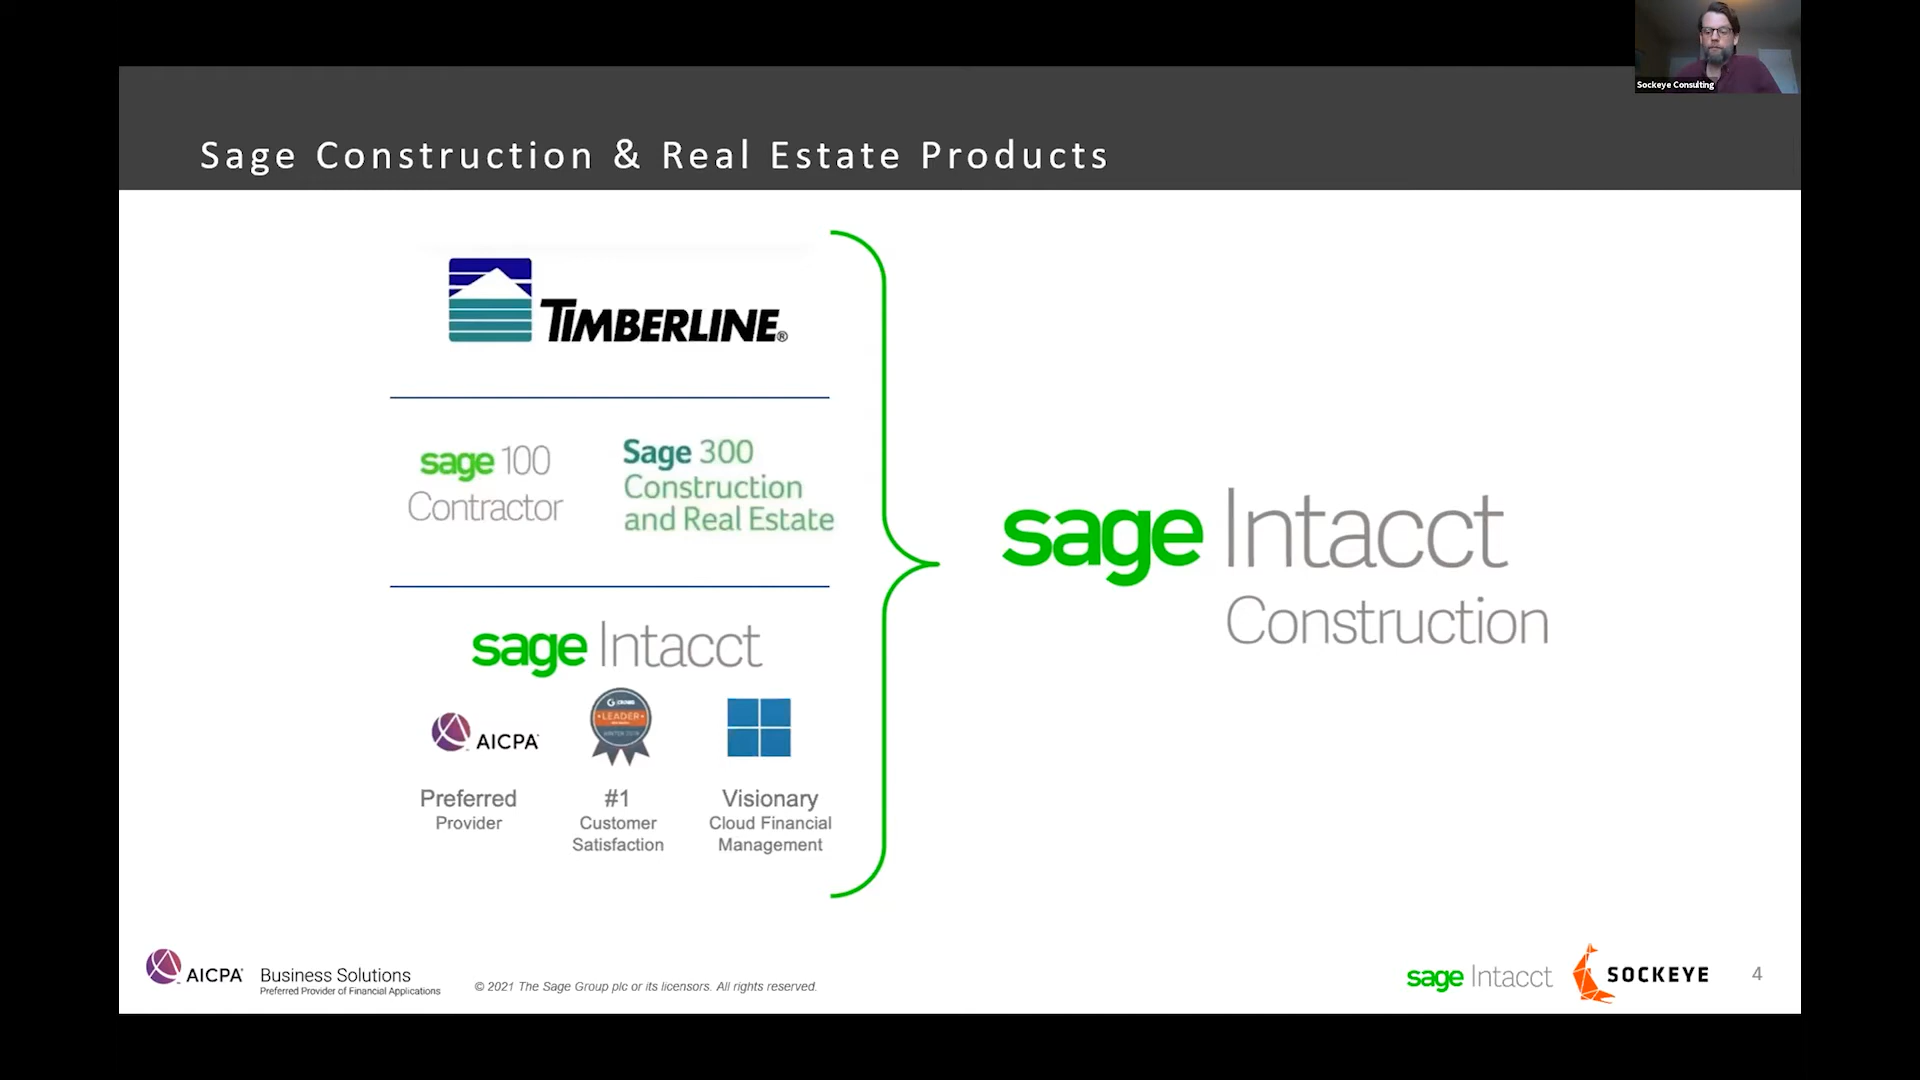 Sockeye Consulting
Sage Construction & Real Estate Products
TIMBERLINE®
sage 100
Contractor
Sage 300
Construction
and Real Estate
sage Intacct
AICPA
LEADER
Preferred
Provider
#1
Customer
Satisfaction
Visionary
Cloud Financial
Management
sage Intacct
Construction
AICPA
Business Solutions
Preferred Provider of Financial Applications
© 2021 The Sage Group plc or its licensors. All rights reserved.
sage Intacct
SOCKEYE
4